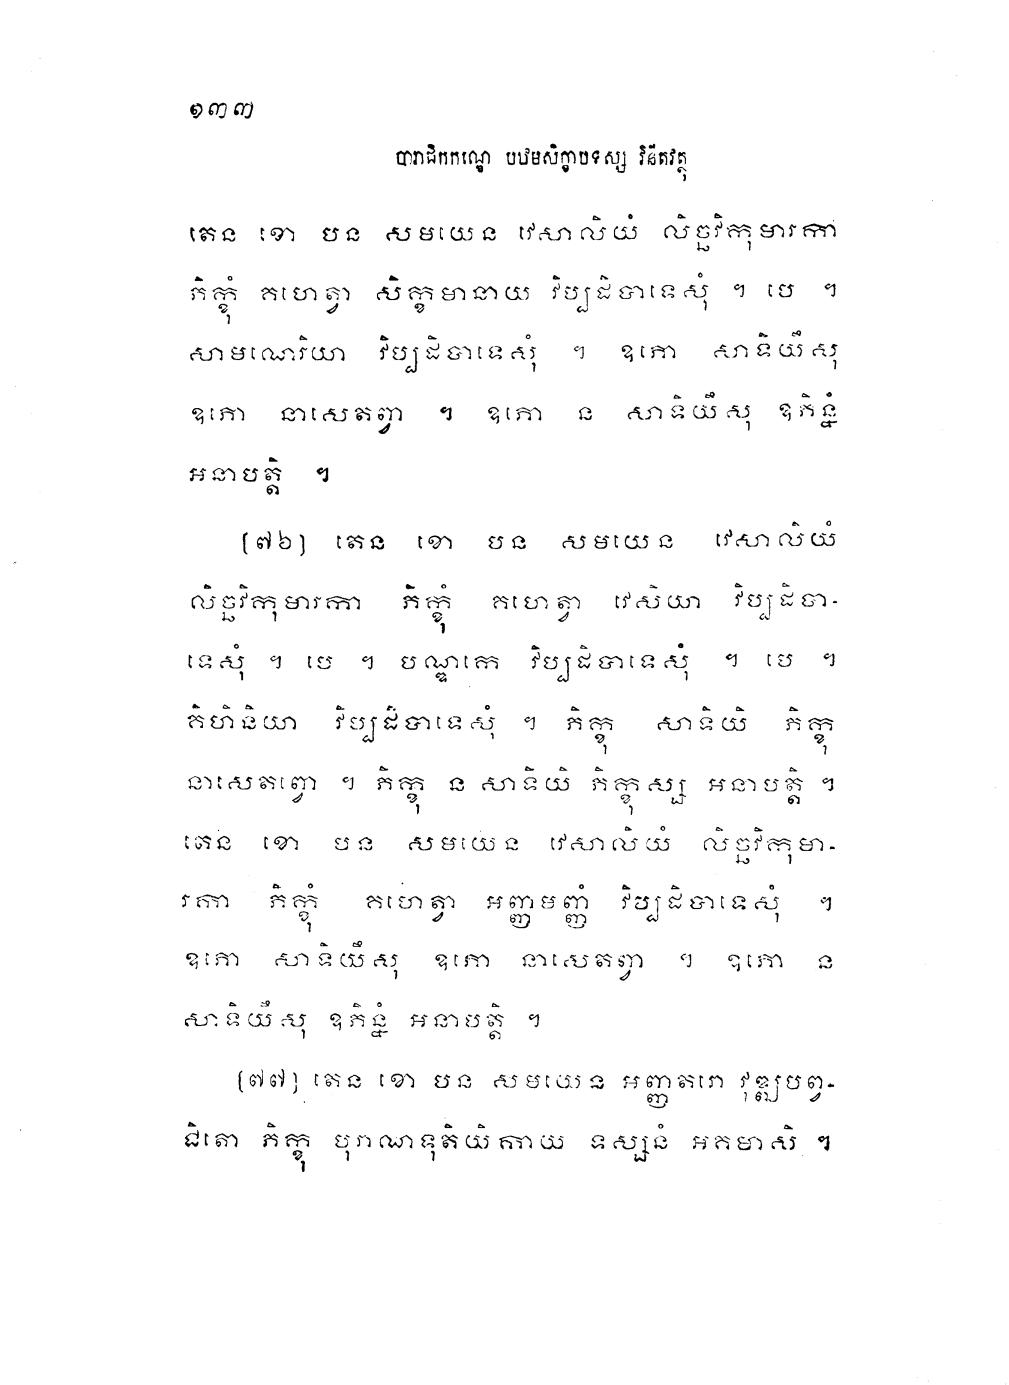 ១៣៣
បារាជិកកណ្ឌេ បឋមសិក្ខាបទស្ស វិនីតវត្ថុ
តេន ខោ បន សមយេន វេសាលិយំ លិច្ឆវិកុមារកា
ភិក្ខុំ គហេត្វា សិក្ខមានាយ វិប្បដិបាទេសុំ ។ បេ ។
សាមណេរិយា វិប្បដិបាទេសុំ ។ ឧភោ សាទិយឹសុ
ឧភោ នាសេតព្វា ។ ឧភោ ន សាទិយឹសុ ឧភិន្នំ
អនាបត្តិ ។
[៧៦] តេន ខោ បន សមយេន វេសាលិយំ
លិច្ឆវិកុមារកា ភិក្ខុំ គហេត្វា វេសិយា វិប្បដិបា-
ទេសុំ ។ បេ ។ បណ្ឌកេ វិប្បដិបាទេសុំ ។ បេ ។
គិហិនិយា វិប្បដិបាទេសុំ ។ ភិក្ខុ សាទិយិ ភិក្ខុ
នាសេតព្វោ ។ ភិក្ខុ ន សាទិយិ ភិក្ខុស្ស អនាបត្តិ ។
តេន ខោ បន សមយេន វេសាលិយំ លិច្ឆវិកុមា-
រកា ភិក្ខុំ គហេត្វា អញ្ញមញ្ញំ វិប្បដិបាទេសុំ ។
ឧភោ សាទិយឹសុ ឧភោ នាសេតព្វា ។ ឧភោ ន
សាទិយឹសុ ឧភិន្នំ អនាបត្តិ ។
[៧៧] តេន ខោ បន សមយេន អញ្ញតរោ វុឌ្ឍបព្វ-
ជិតោ ភិក្ខុ បុរាណទុតិយិកាយ ទស្សនំ អគមាសិ ។